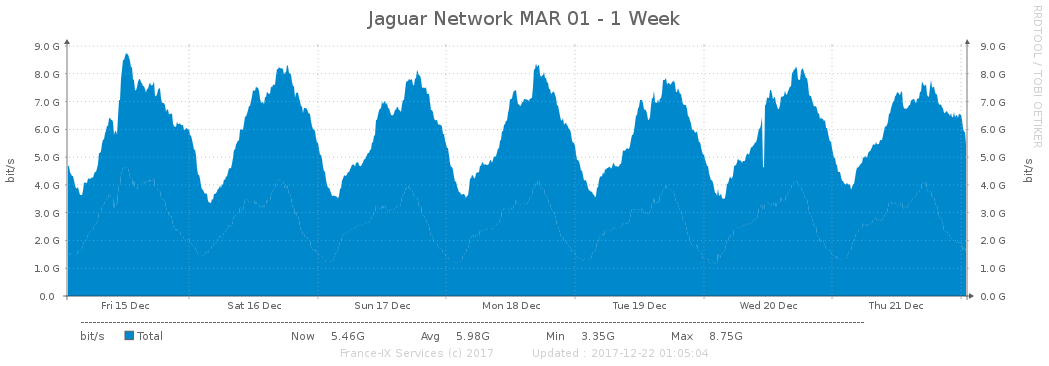 Jaguar Network MAR 01 - 1 Week
RRDTOOL / TOBI OETIKER
9.0 G 9.0 G
8.0 G 8.0 G
7.0 G 7.0 G
6.0 G 6.0 G
5.0 G 5.0 G
4.0 G 4.0 G
3.0 G 3.0 G
2.0 G 2.0 G
1.0 G 1.0 G
0.0 0.0 G
bit/s bit/s
Fri 15 Dec Sat 16 Dec Sun 17 Dec Mon 18 Dec Tue 19 Dec Wed 20 Dec Thu 21 Dec
bit/s Total Now 5.46G Avg 5.98G Min 3.35G Max 8.75G
France-IX Services (c) 2017 Updated : 2017-12-22 01:05:04